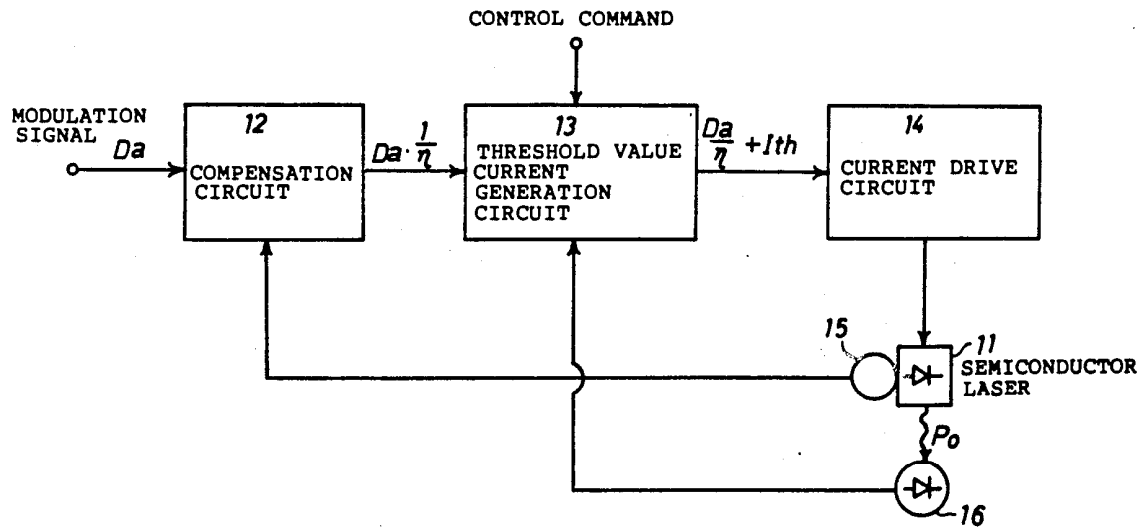 CONTROL COMMAND
MODULATION
SIGNAL
Da
12
COMPENSATION
CIRCUIT
Da · 1/η
13
THRESHOLD VALUE
CURRENT
GENERATION
CIRCUIT
Da/η + Ith
14
CURRENT DRIVE
CIRCUIT
15
11
SEMICONDUCTOR
LASER
Po
16